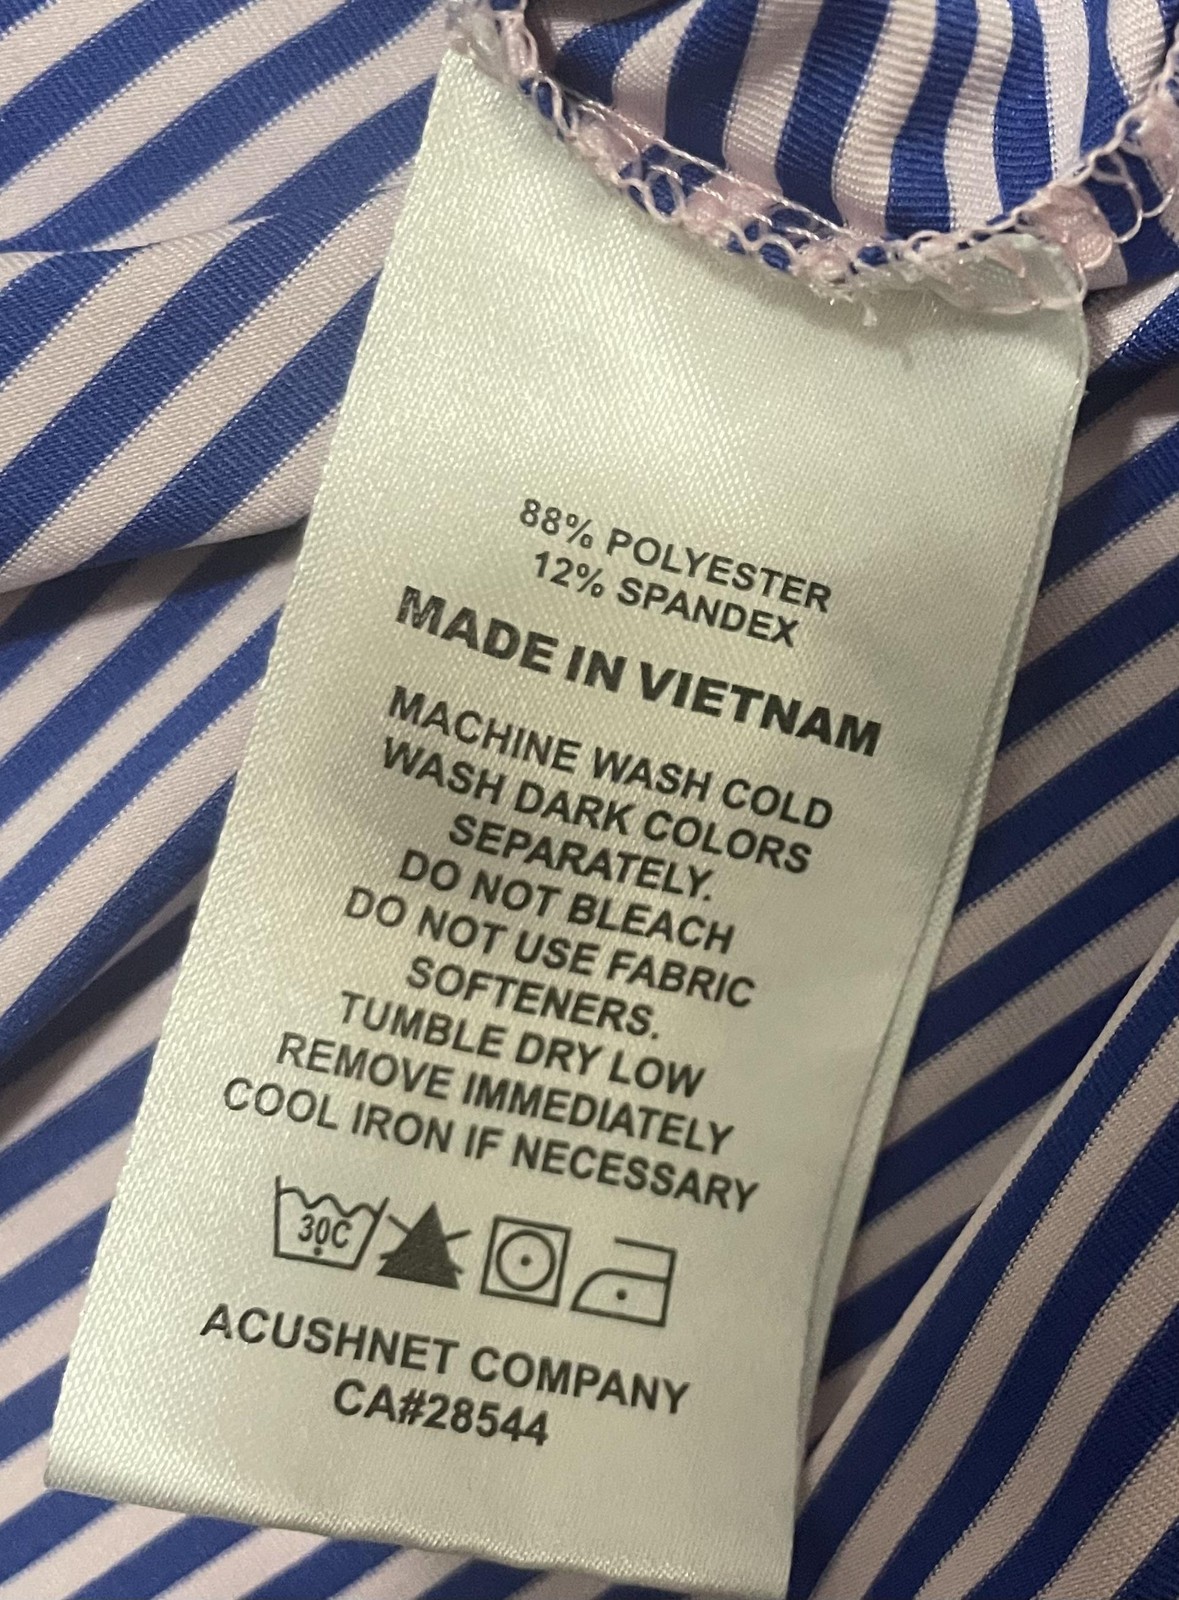 88% POLYESTER
12% SPANDEX
MADE IN VIETNAM
MACHINE WASH COLD
WASH DARK COLORS
SEPARATELY.
DO NOT BLEACH
DO NOT USE FABRIC
SOFTENERS.
TUMBLE DRY LOW
REMOVE IMMEDIATELY
COOL IRON IF NECESSARY
30C
ACUSHNET COMPANY
CA#28544